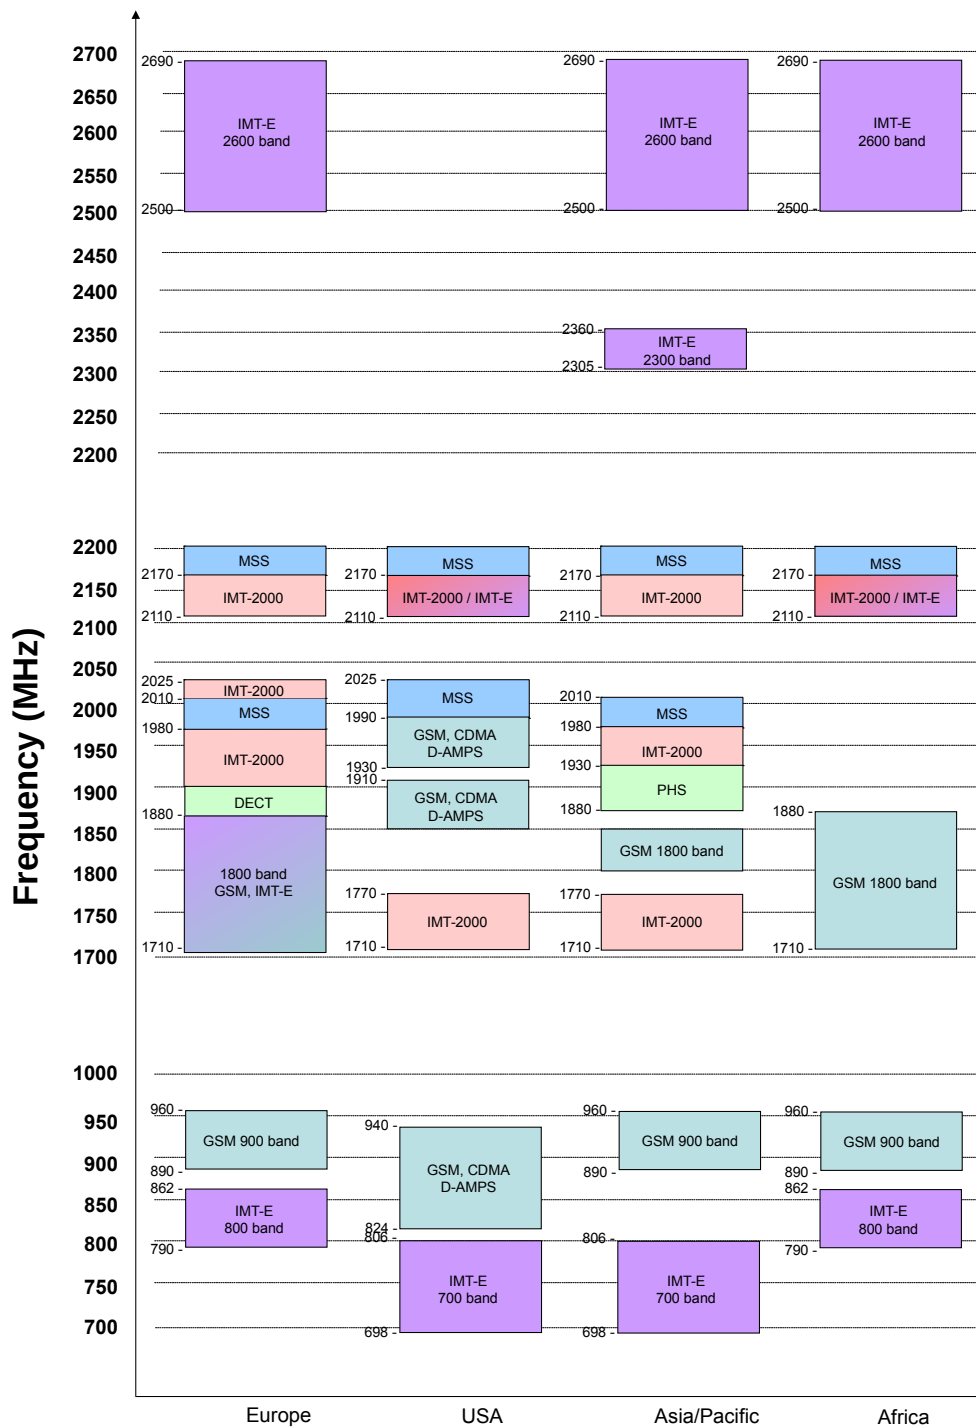 2700
2690 -
2690 -
2690 -
2650
IMT-E
2600 band
IMT-E
2600 band
IMT-E
2600 band
2600
2550
2500
2500 -
2500 -
2500 -
2450
2400
2350
2360 -
IMT-E
2300 band
2305 -
2300
2250
2200
2200
MSS
MSS
MSS
MSS
2170 -
2170 -
2170 -
2170 -
2150
IMT-2000
IMT-2000 / IMT-E
IMT-2000
IMT-2000 / IMT-E
2110 -
2110 -
2110 -
2110 -
2100
2050
2025 -
IMT-2000
2010 -
MSS
1980 -
IMT-2000
2025 -
MSS
1990 -
GSM, CDMA
D-AMPS
1930 -
1910 -
GSM, CDMA
D-AMPS
2010 -
MSS
1980 -
IMT-2000
1930 -
PHS
1880 -
2000
1950
1900
DECT
1880 -
1880 -
1850
GSM 1800 band
1800
1800 band
GSM, IMT-E
GSM 1800 band
1770 -
1770 -
1750
IMT-2000
IMT-2000
1710 -
1710 -
1710 -
1710 -
1700
Frequency (MHz)
1000
960 -
960 -
960 -
950
940 -
GSM 900 band
GSM 900 band
GSM 900 band
900
890 -
890 -
890 -
GSM, CDMA
D-AMPS
862 -
862 -
850
IMT-E
800 band
IMT-E
800 band
824 -
806 -
806 -
800
790 -
790 -
750
IMT-E
700 band
IMT-E
700 band
700
698 -
698 -
Europe
USA
Asia/Pacific
Africa